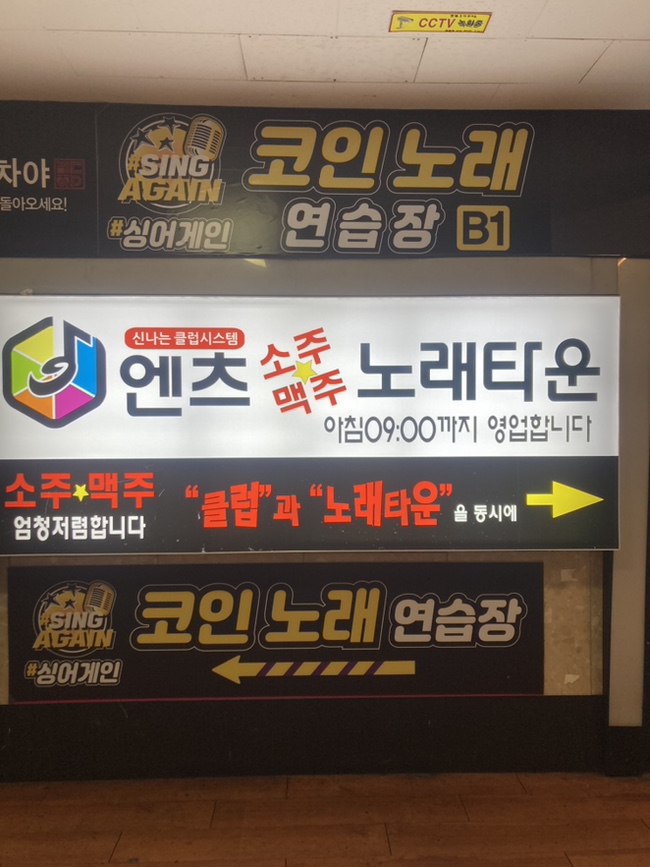 CCTV 녹화중
차야
돌아오세요!
#SING
AGAIN
#싱어게인
코인 노래
연습장 B1
신나는 클럽시스템
엔츠
소주
맥주
노래타운
아침09:00까지 영업합니다
소주 맥주
엄청저렴합니다
"클럽"과 "노래타운"을 동시에
#SING
AGAIN
#싱어게인
코인 노래 연습장